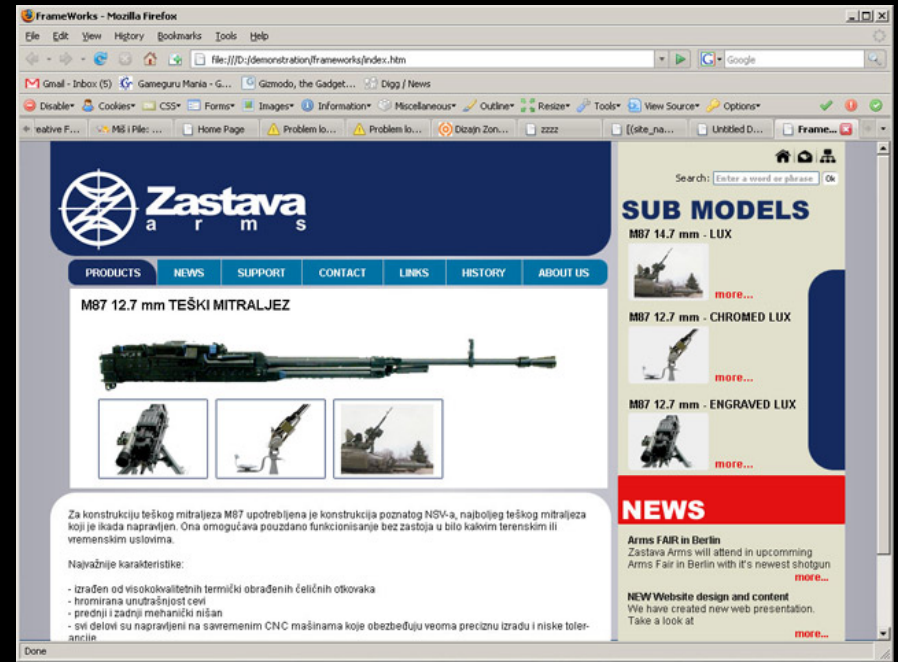 FrameWorks - Mozilla Firefox
File Edit View History Bookmarks Tools Help
file:///D:/demonstration/frameworks/index.htm
Google
Gmail - Inbox (5) Gameguru Mania - G... Gizmodo, the Gadget... Digg / News
Disable Cookies CSS Forms Images Information Miscellaneous Outline Resize Tools View Source Options
eative F... Miš i Pile: ... Home Page Problem lo... Problem lo... Dizajn Zon... zzzz [(site_na... Untitled D... Frame...
Zastava
arms
PRODUCTS NEWS SUPPORT CONTACT LINKS HISTORY ABOUT US
M87 12.7 mm TEŠKI MITRALJEZ
Za konstrukciju teškog mitraljeza M87 upotrebljena je konstrukcija poznatog NSV-a, najboljeg teškog mitraljeza
koji je ikada napravljen. Ona omogućava pouzdano funkcionisanje bez zastoja u bilo kakvim terenskim ili
vremenskim uslovima.
Najvažnije karakteristike:
- izrađen od visokokvalitetnih termički obrađenih čeličnih otkovaka
- hromirana unutrašnjost cevi
- prednji i zadnji mehanički nišan
- svi delovi su napravljeni na savremenim CNC mašinama koje obezbeđuju veoma preciznu izradu i niske toler-
ancije
Search: Enter a word or phrase Ok
SUB MODELS
M87 14.7 mm - LUX
more...
M87 12.7 mm - CHROMED LUX
more...
M87 12.7 mm - ENGRAVED LUX
more...
NEWS
Arms FAIR in Berlin
Zastava Arms will attend in upcomming
Arms Fair in Berlin with it's newest shotgun
more...
NEW Website design and content
We have created new web presentation.
Take a look at
more...
Done